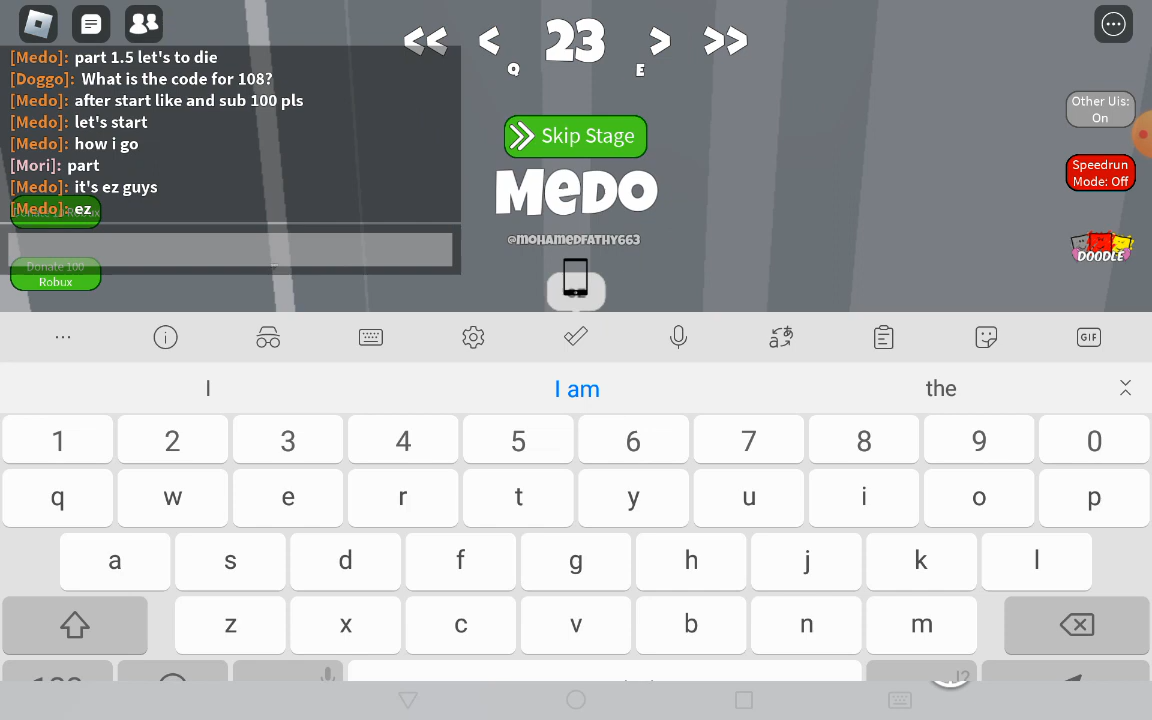 << < 23 > >>
Q E
[Medo]: part 1.5 let's to die
[Doggo]: What is the code for 108?
[Medo]: after start like and sub 100 pls
[Medo]: let's start
[Medo]: how i go
[Mori]: part
[Medo]: it's ez guys
[Medo]: ez
Donate 100
Robux
Skip Stage
MEDO
@MOHAMEDFATHY663
Other Uis:
On
Speedrun
Mode: Off
DOODLE
GIF
I I am the
1 2 3 4 5 6 7 8 9 0
q w e r t y u i o p
a s d f g h j k l
z x c v b n m